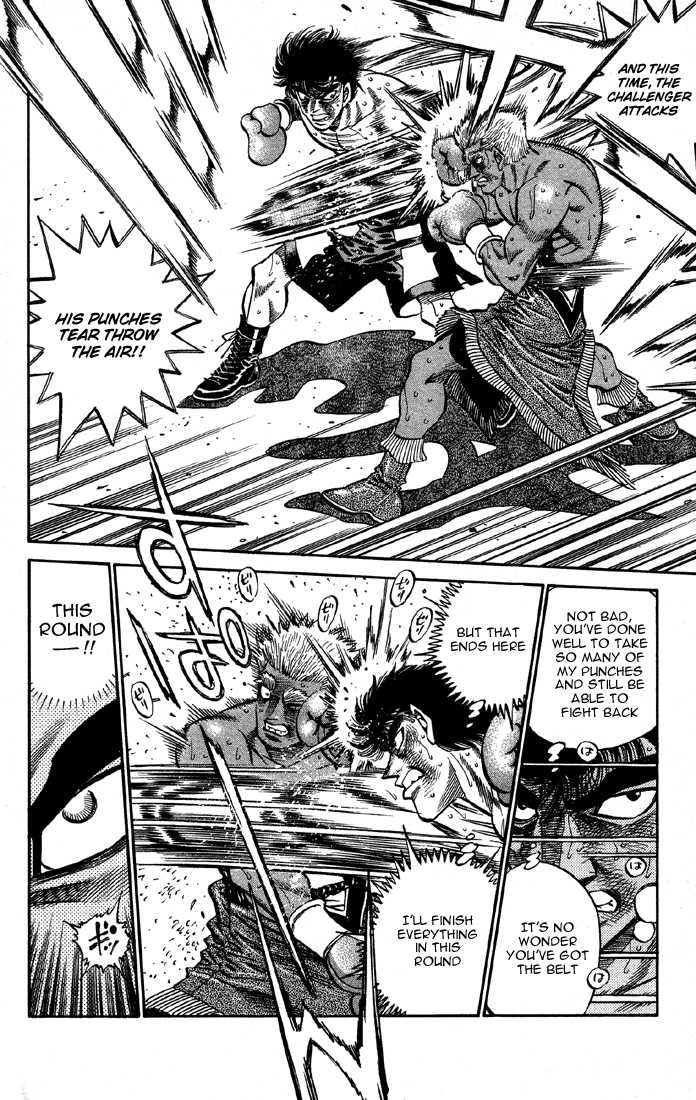 AND THIS
TIME, THE
CHALLENGER
ATTACKS
HIS PUNCHES
TEAR THROW
THE AIR!!
NOT BAD,
YOU'VE DONE
WELL TO TAKE
SO MANY OF
MY PUNCHES
AND STILL BE
ABLE TO
FIGHT BACK
IT'S NO
WONDER
YOU'VE GOT
THE BELT
BUT THAT
ENDS HERE
I'LL FINISH
EVERYTHING
IN THIS
ROUND
THIS
ROUND
—!!